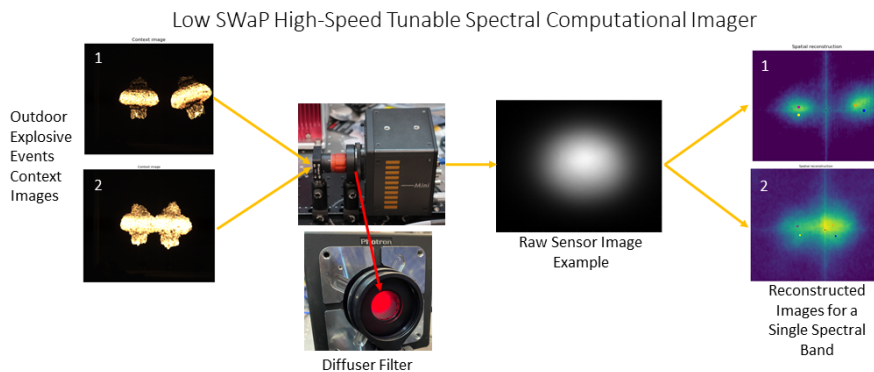 Low SWaP High-Speed Tunable Spectral Computational Imager
Context image
1
Outdoor
Explosive
Events
Context
Images
Context image
2
Mini
Photron
Diffuser Filter
Raw Sensor Image
Example
Spatial reconstruction
1
Spatial reconstruction
2
Reconstructed
Images for a
Single Spectral
Band